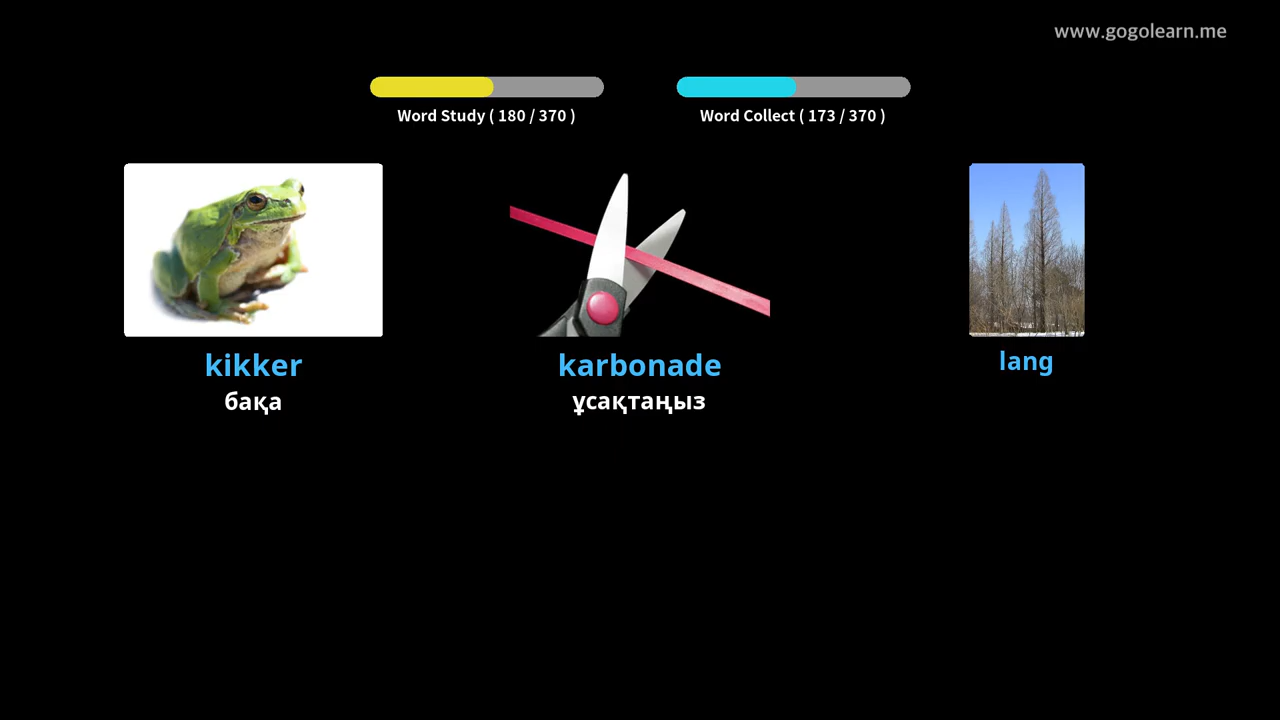 www.gogolearn.me
Word Study ( 180 / 370 )
Word Collect ( 173 / 370 )
kikker
бақа
karbonade
ұсақтаңыз
lang